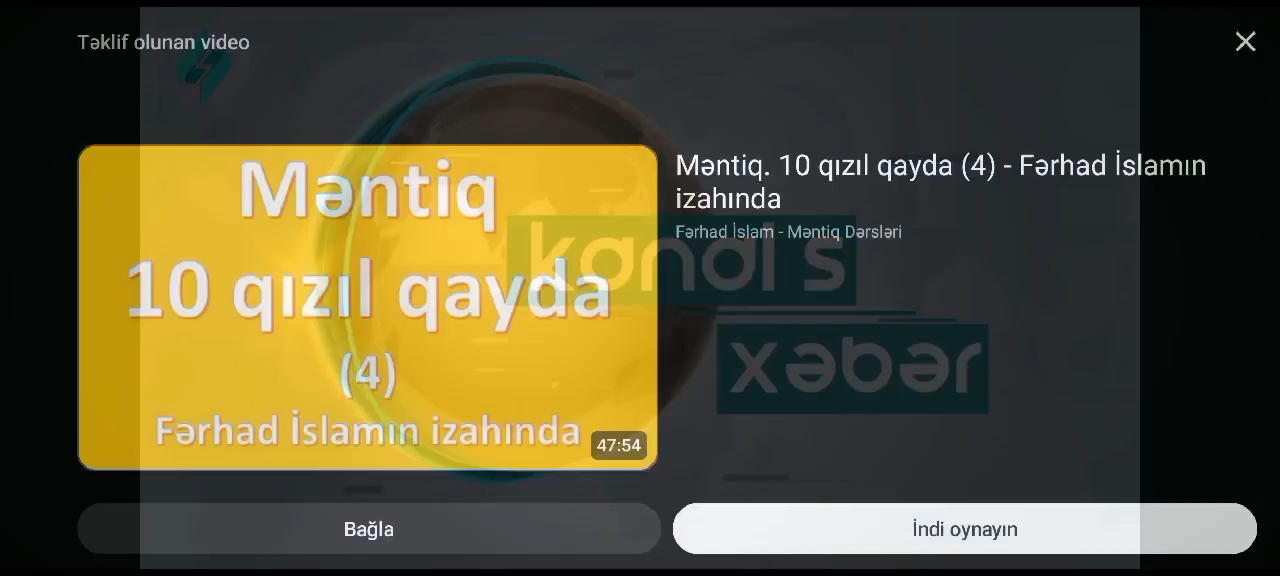 Təklif olunan video
Məntiq
10 qızıl qayda
(4)
Fərhad İslamın izahında
47:54
Məntiq. 10 qızıl qayda (4) - Fərhad İslamın
izahında
Fərhad İslam - Məntiq Dərsləri
kanal s
xəbər
Bağla
İndi oynayın